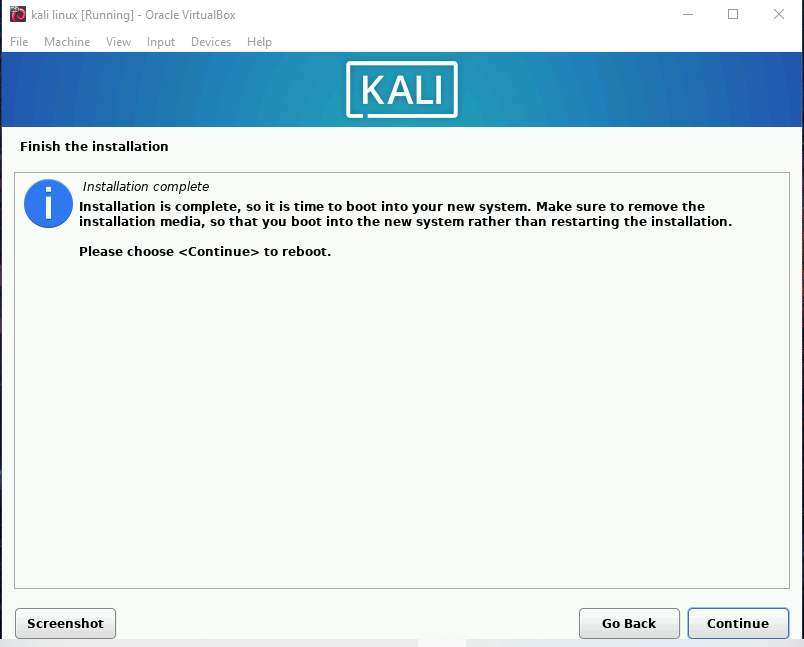 kali linux [Running] - Oracle VirtualBox
File Machine View Input Devices Help
KALI
Finish the installation
Installation complete
Installation is complete, so it is time to boot into your new system. Make sure to remove the
installation media, so that you boot into the new system rather than restarting the installation.
Please choose <Continue> to reboot.
Screenshot Go Back Continue